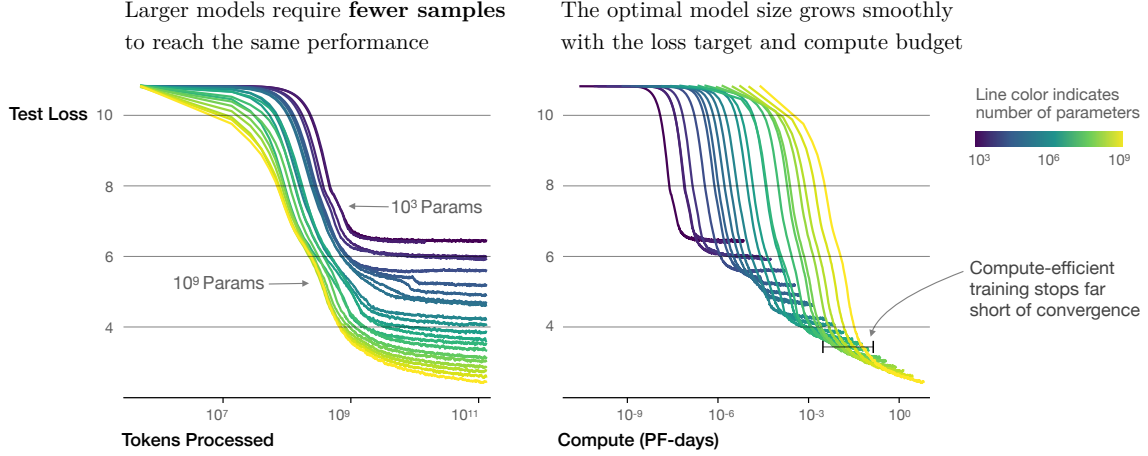 Larger models require fewer samples
to reach the same performance
The optimal model size grows smoothly
with the loss target and compute budget
Test Loss
10
8
6
4
10³ Params
10⁹ Params
10⁷
10⁹
10¹¹
Tokens Processed
10
8
6
4
Line color indicates
number of parameters
10³
10⁶
10⁹
Compute-efficient
training stops far
short of convergence
10⁻⁹
10⁻⁶
10⁻³
10⁰
Compute (PF-days)